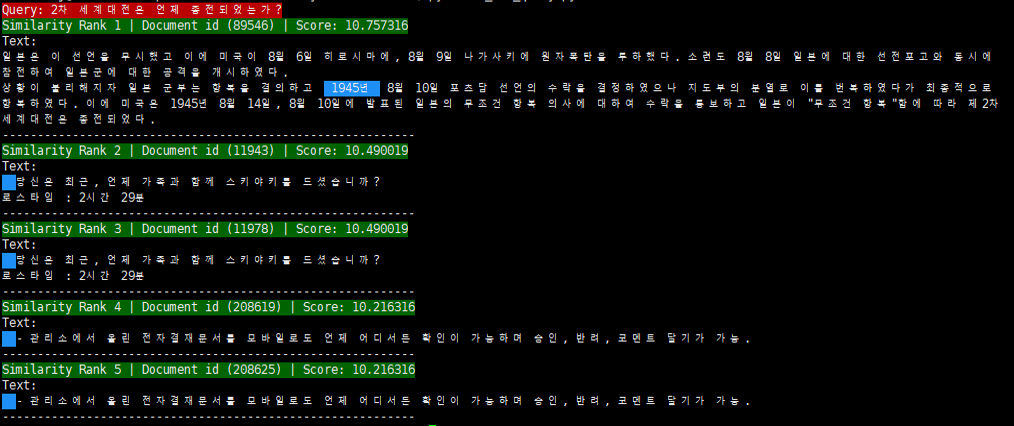 Query: 2차 세계대전은 언제 종전되었는가?
Similarity Rank 1 | Document id (89546) | Score: 10.757316
Text:
일본은 이 선언을 무시했고 이에 미국이 8월 6일 히로시마에, 8월 9일 나가사키에 원자폭탄을 투하했다. 소련도 8월 8일 일본에 대한 선전포고와 동시에
참전하여 일본군에 대한 공격을 개시하였다.
상황이 불리해지자 일본 군부는 항복을 결의하고 1945년 8월 10일 포츠담 선언의 수락을 결정하였으나 지도부의 분열로 이를 번복하였다가 최종적으로
항복하였다. 이에 미국은 1945년 8월 14일, 8월 10일에 발표된 일본의 무조건 항복 의사에 대하여 수락을 통보하고 일본이 "무조건 항복"함에 따라 제2차
세계대전은 종전되었다.
----------------------------------------------------------
Similarity Rank 2 | Document id (11943) | Score: 10.490019
Text:
당신은 최근, 언제 가족과 함께 스키야키를 드셨습니까?
로스타임 : 2시간 29분
----------------------------------------------------------
Similarity Rank 3 | Document id (11978) | Score: 10.490019
Text:
당신은 최근, 언제 가족과 함께 스키야키를 드셨습니까?
로스타임 : 2시간 29분
----------------------------------------------------------
Similarity Rank 4 | Document id (208619) | Score: 10.216316
Text:
- 관리소에서 올린 전자결재문서를 모바일로도 언제 어디서든 확인이 가능하며 승인, 반려, 코멘트 달기가 가능.
----------------------------------------------------------
Similarity Rank 5 | Document id (208625) | Score: 10.216316
Text:
- 관리소에서 올린 전자결재문서를 모바일로도 언제 어디서든 확인이 가능하며 승인, 반려, 코멘트 달기가 가능.
----------------------------------------------------------